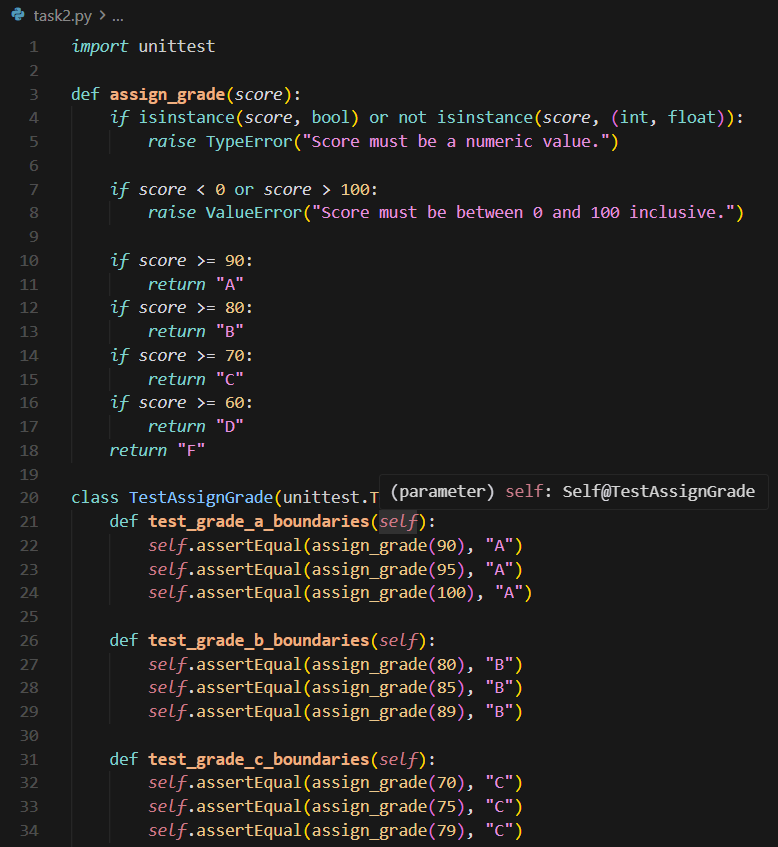 task2.py > ...
1 import unittest
2
3 def assign_grade(score):
4     if isinstance(score, bool) or not isinstance(score, (int, float)):
5         raise TypeError("Score must be a numeric value.")
6
7     if score < 0 or score > 100:
8         raise ValueError("Score must be between 0 and 100 inclusive.")
9
10     if score >= 90:
11         return "A"
12     if score >= 80:
13         return "B"
14     if score >= 70:
15         return "C"
16     if score >= 60:
17         return "D"
18     return "F"
19
(parameter) self: Self@TestAssignGrade
20 class TestAssignGrade(unittest.T
21     def test_grade_a_boundaries(self):
22         self.assertEqual(assign_grade(90), "A")
23         self.assertEqual(assign_grade(95), "A")
24         self.assertEqual(assign_grade(100), "A")
25
26     def test_grade_b_boundaries(self):
27         self.assertEqual(assign_grade(80), "B")
28         self.assertEqual(assign_grade(85), "B")
29         self.assertEqual(assign_grade(89), "B")
30
31     def test_grade_c_boundaries(self):
32         self.assertEqual(assign_grade(70), "C")
33         self.assertEqual(assign_grade(75), "C")
34         self.assertEqual(assign_grade(79), "C")